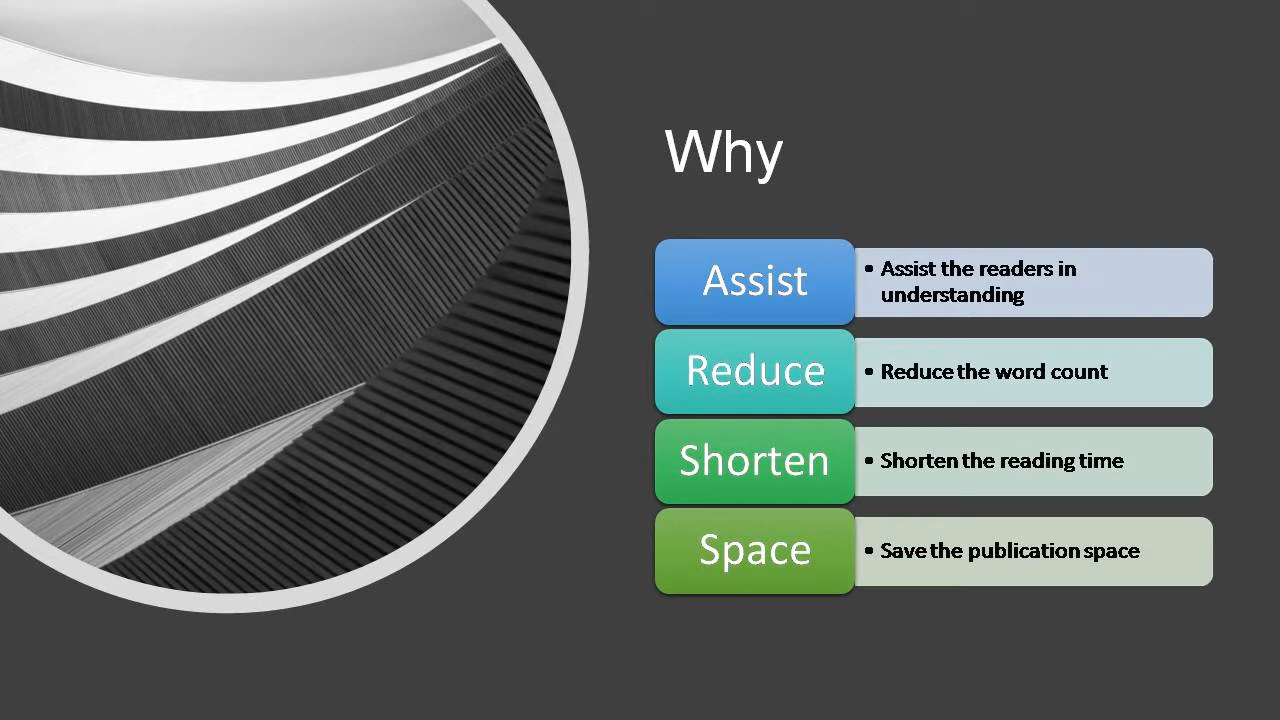 Why
Assist
• Assist the readers in
understanding
Reduce
• Reduce the word count
Shorten
• Shorten the reading time
Space
• Save the publication space